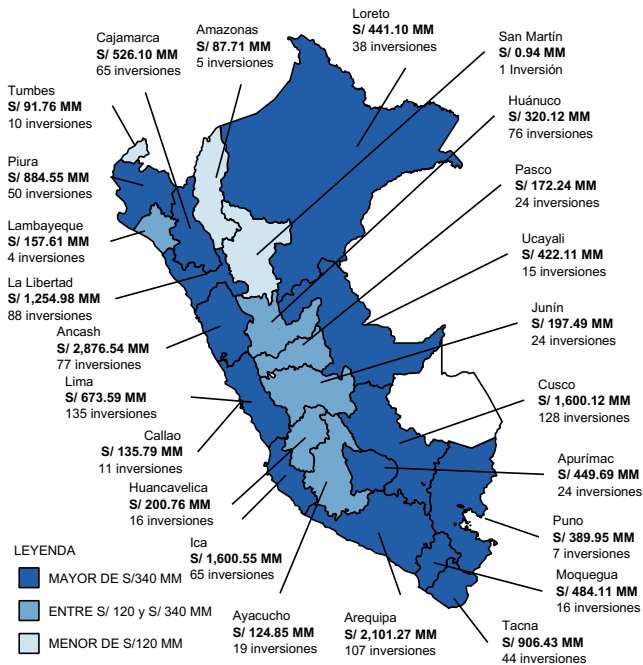 Loreto
S/ 441.10 MM
38 inversiones
Amazonas
S/ 87.71 MM
5 inversiones
Cajamarca
S/ 526.10 MM
65 inversiones
San Martín
S/ 0.94 MM
1 Inversión
Tumbes
S/ 91.76 MM
10 inversiones
Huánuco
S/ 320.12 MM
76 inversiones
Piura
S/ 884.55 MM
50 inversiones
Pasco
S/ 172.24 MM
24 inversiones
Lambayeque
S/ 157.61 MM
4 inversiones
Ucayali
S/ 422.11 MM
15 inversiones
La Libertad
S/ 1,254.98 MM
88 inversiones
Junín
S/ 197.49 MM
24 inversiones
Ancash
S/ 2,876.54 MM
77 inversiones
Lima
S/ 673.59 MM
135 inversiones
Cusco
S/ 1,600.12 MM
128 inversiones
Callao
S/ 135.79 MM
11 inversiones
Apurímac
S/ 449.69 MM
24 inversiones
Huancavelica
S/ 200.76 MM
16 inversiones
Puno
S/ 389.95 MM
7 inversiones
Ica
S/ 1,600.55 MM
65 inversiones
Moquegua
S/ 484.11 MM
16 inversiones
Ayacucho
S/ 124.85 MM
19 inversiones
Arequipa
S/ 2,101.27 MM
107 inversiones
Tacna
S/ 906.43 MM
44 inversiones
LEYENDA
MAYOR DE S/340 MM
ENTRE S/ 120 y S/ 340 MM
MENOR DE S/120 MM